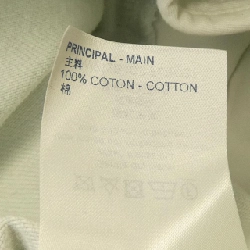 PRINCIPAL - MAIN
主料
100% COTON - COTTON
棉